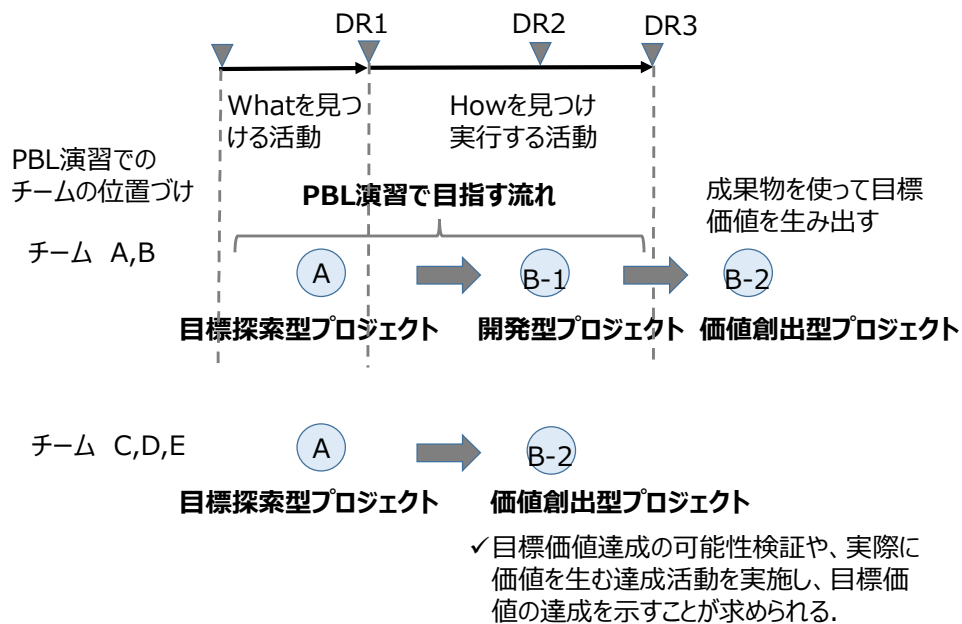 DR1
DR2
DR3
Whatを見つ
ける活動
Howを見つけ
実行する活動
PBL演習での
チームの位置づけ
PBL演習で目指す流れ
成果物を使って目標
価値を生み出す
チーム A,B
A
B-1
B-2
目標探索型プロジェクト
開発型プロジェクト
価値創出型プロジェクト
チーム C,D,E
A
B-2
目標探索型プロジェクト
価値創出型プロジェクト
✓目標価値達成の可能性検証や、実際に
価値を生む達成活動を実施し、目標価
値の達成を示すことが求められる.